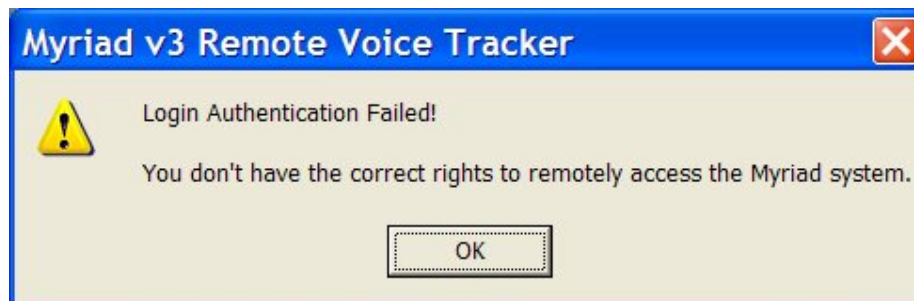 Myriad v3 Remote Voice Tracker
Login Authentication Failed!
You don't have the correct rights to remotely access the Myriad system.
OK